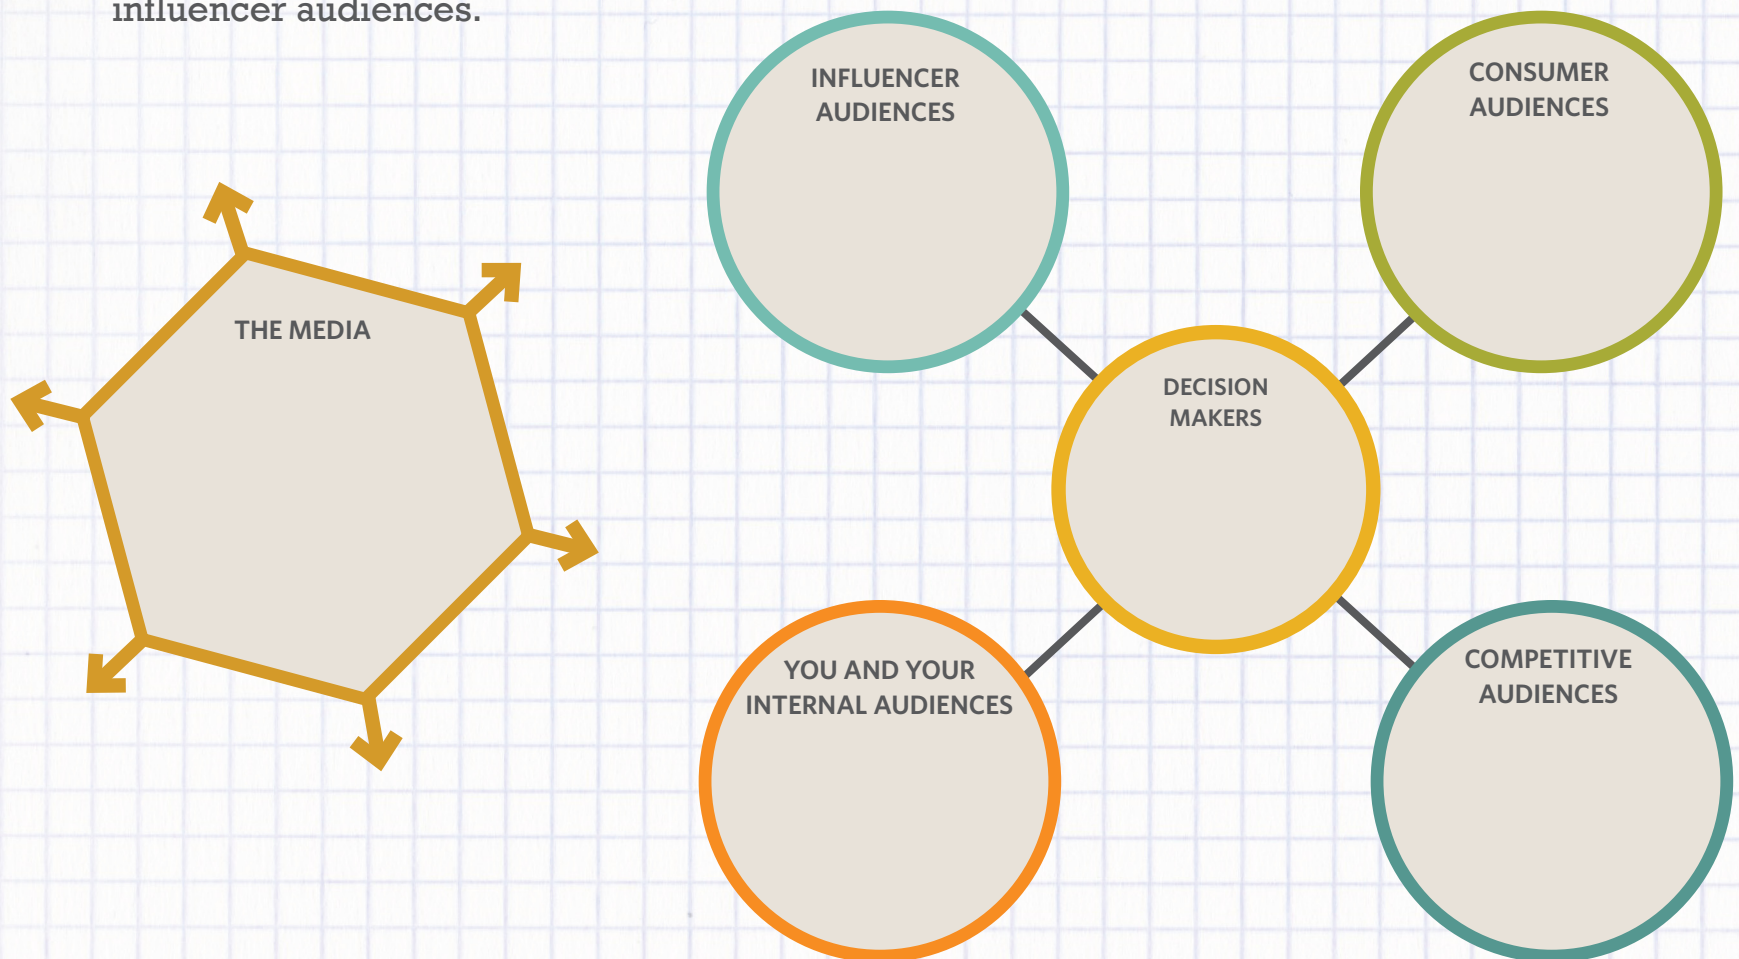 influencer audiences.
INFLUENCER
AUDIENCES
CONSUMER
AUDIENCES
THE MEDIA
DECISION
MAKERS
YOU AND YOUR
INTERNAL AUDIENCES
COMPETITIVE
AUDIENCES